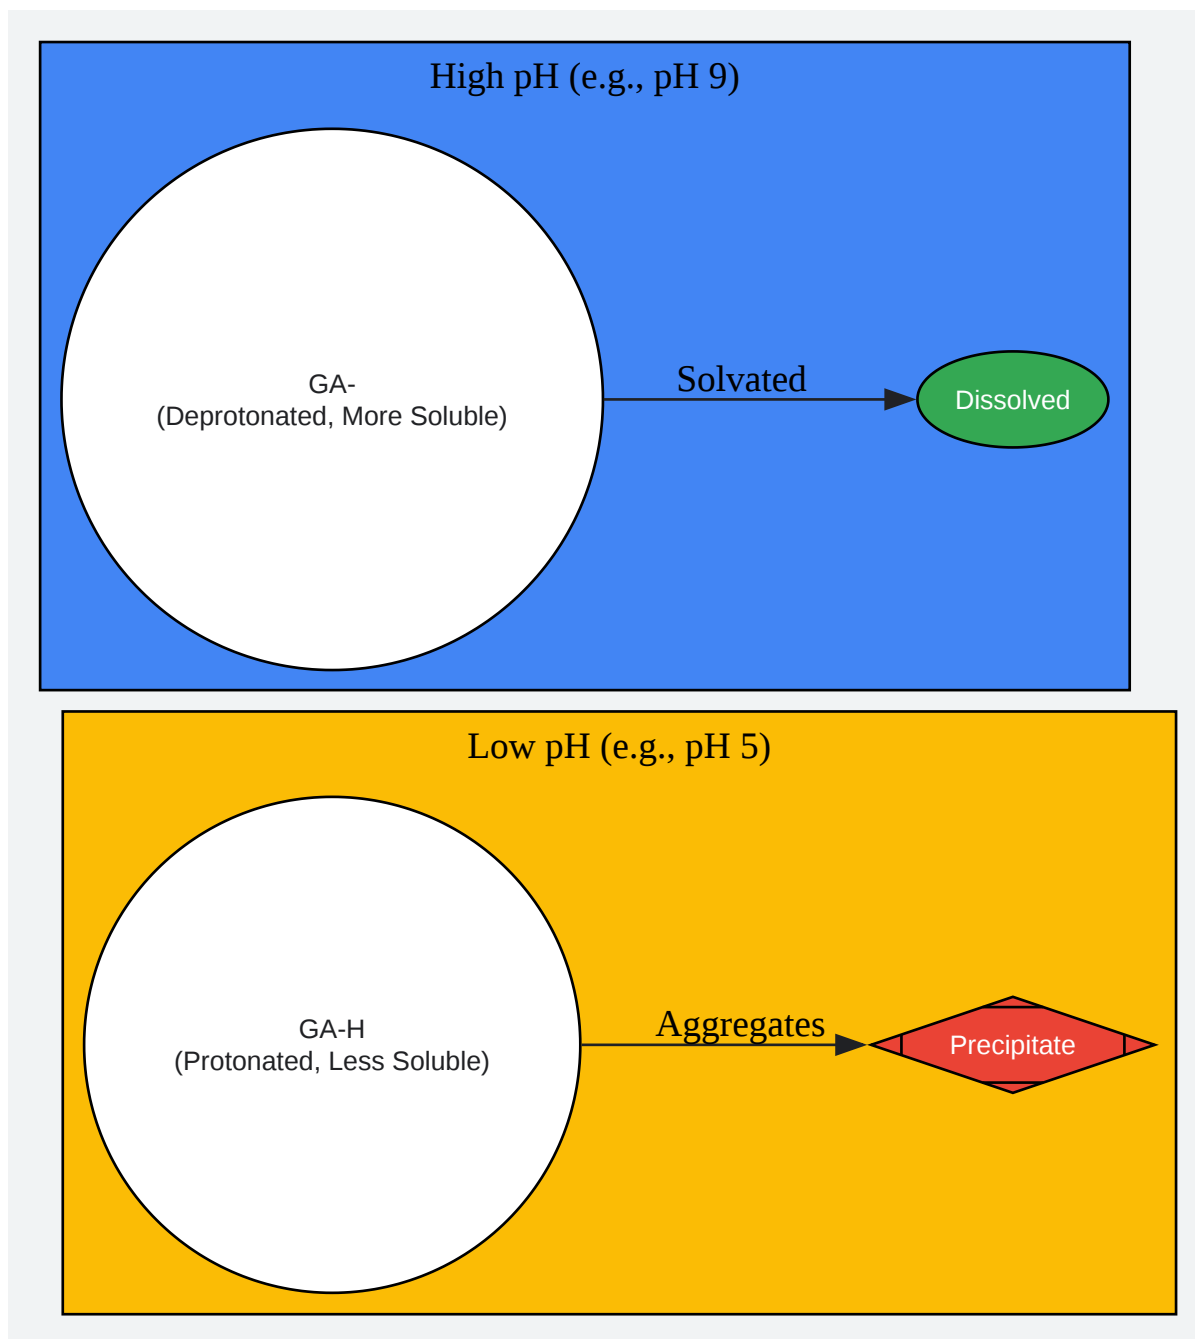 High pH (e.g., pH 9)
GA-
(Deprotonated, More Soluble)
Solvated
Dissolved
Low pH (e.g., pH 5)
GA-H
(Protonated, Less Soluble)
Aggregates
Precipitate